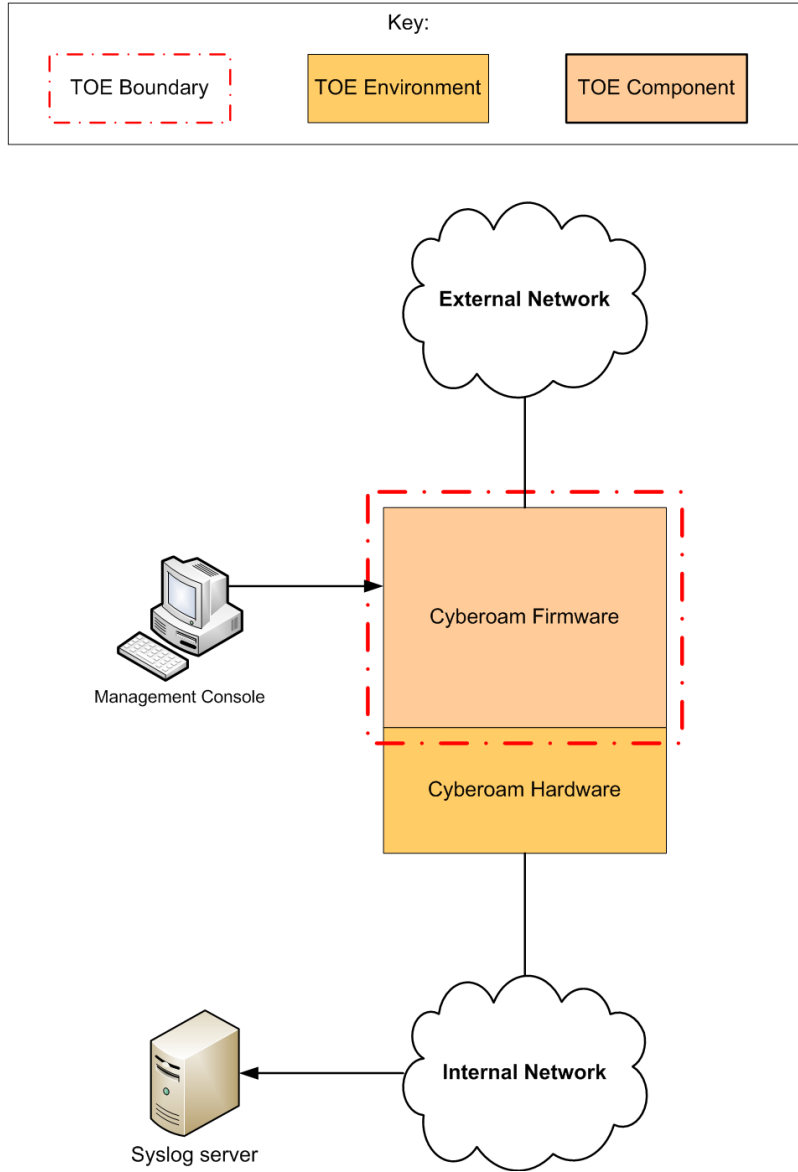 Key:
TOE Boundary
TOE Environment
TOE Component
External Network
Cyberoam Firmware
Management Console
Cyberoam Hardware
Internal Network
Syslog server